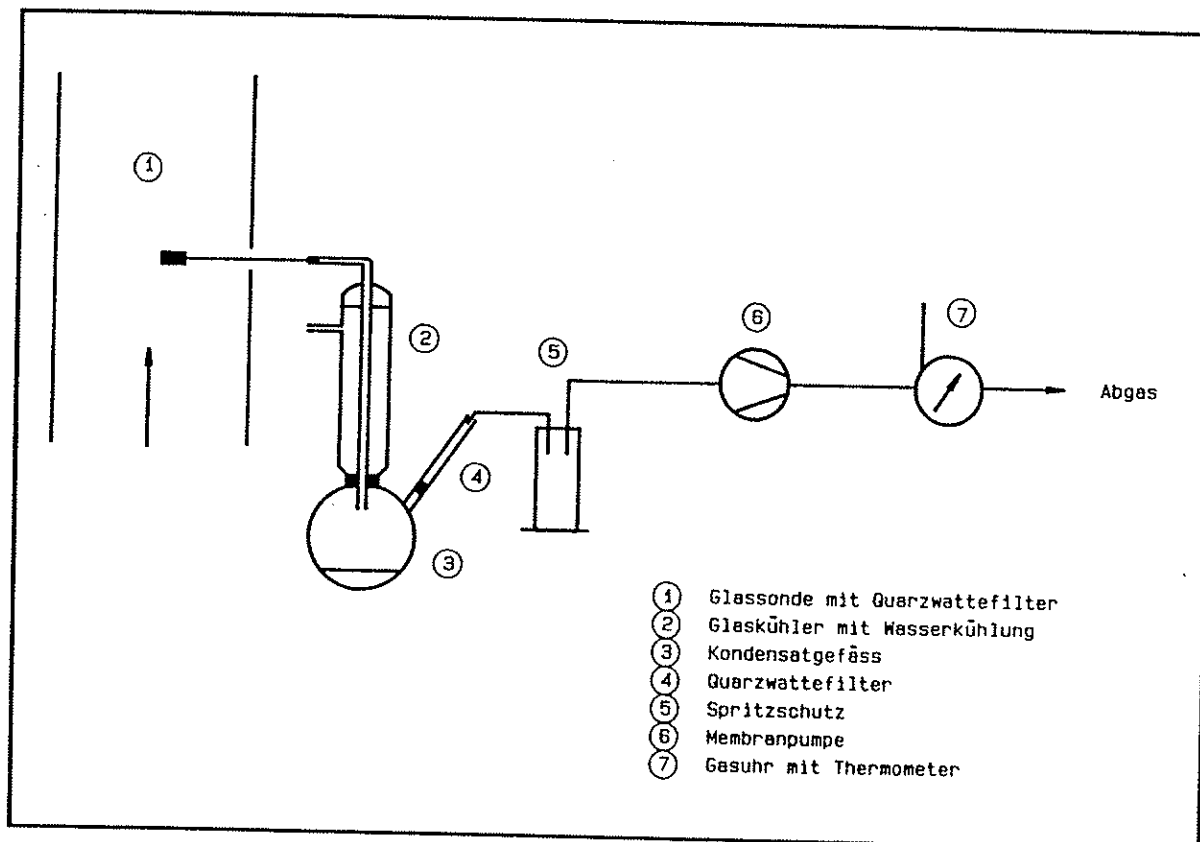 1
2
3
4
5
6
7
Abgas
1 Glassonde mit Quarzwattefilter
2 Glaskühler mit Wasserkühlung
3 Kondensatgefäss
4 Quarzwattefilter
5 Spritzschutz
6 Membranpumpe
7 Gasuhr mit Thermometer